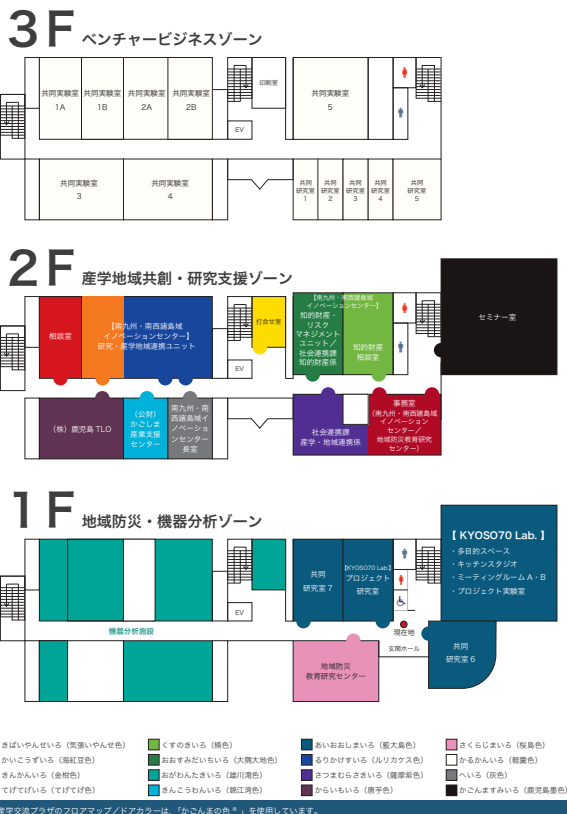 3F ベンチャービジネスゾーン
共同実験室
1A
共同実験室
1B
共同実験室
2A
共同実験室
2B
印刷室
EV
共同実験室
5
共同実験室
3
共同実験室
4
共同
研究室
1
共同
研究室
2
共同
研究室
3
共同
研究室
4
共同
研究室
5
2F 産学地域共創・研究支援ゾーン
相談室
【南九州・南西諸島域
イノベーションセンター】
研究・産学地域連携ユニット
打合せ室
EV
【南九州・南西諸島域
イノベーションセンター】
知的財産・
リスク
マネジメント
ユニット／
社会連携課
知的財産係
知的財産
相談室
セミナー室
（株）鹿児島 TLO
（公財）
かごしま
産業支援
センター
南九州・南
西諸島域イ
ノベーショ
ンセンター
長室
社会連携課
産学・地域連携係
事務室
（南九州・南西諸島域
イノベーション
センター／
地域防災教育研究
センター）
1F 地域防災・機器分析ゾーン
EV
機器分析施設
共同
研究室 7
【KYOSO70 Lab.】
プロジェクト
研究室
【 KYOSO70 Lab. 】
・多目的スペース
・キッチンスタジオ
・ミーティングルーム A・B
・プロジェクト実験室
現在地
玄関ホール
地域防災
教育研究センター
共同
研究室 6
きばいやんせいろ（気張いやんせ色）
くすのきいろ（楠色）
あいおおしまいろ（藍大島色）
さくらじまいろ（桜島色）
かいこうずいろ（海紅豆色）
おおすみだいちいろ（大隅大地色）
るりかけすいろ（ルリカケス色）
かるかんいろ（軽羹色）
きんかんいろ（金柑色）
おがわんたきいろ（雄川滝色）
さつまむらさきいろ（薩摩紫色）
へいろ（灰色）
てげてげいろ（てげてげ色）
きんこうわんいろ（錦江湾色）
からいもいろ（唐芋色）
かごんますみいろ（鹿児島墨色）
産学交流プラザのフロアマップ／ドアカラーは、「かごんまの色 ®」を使用しています。